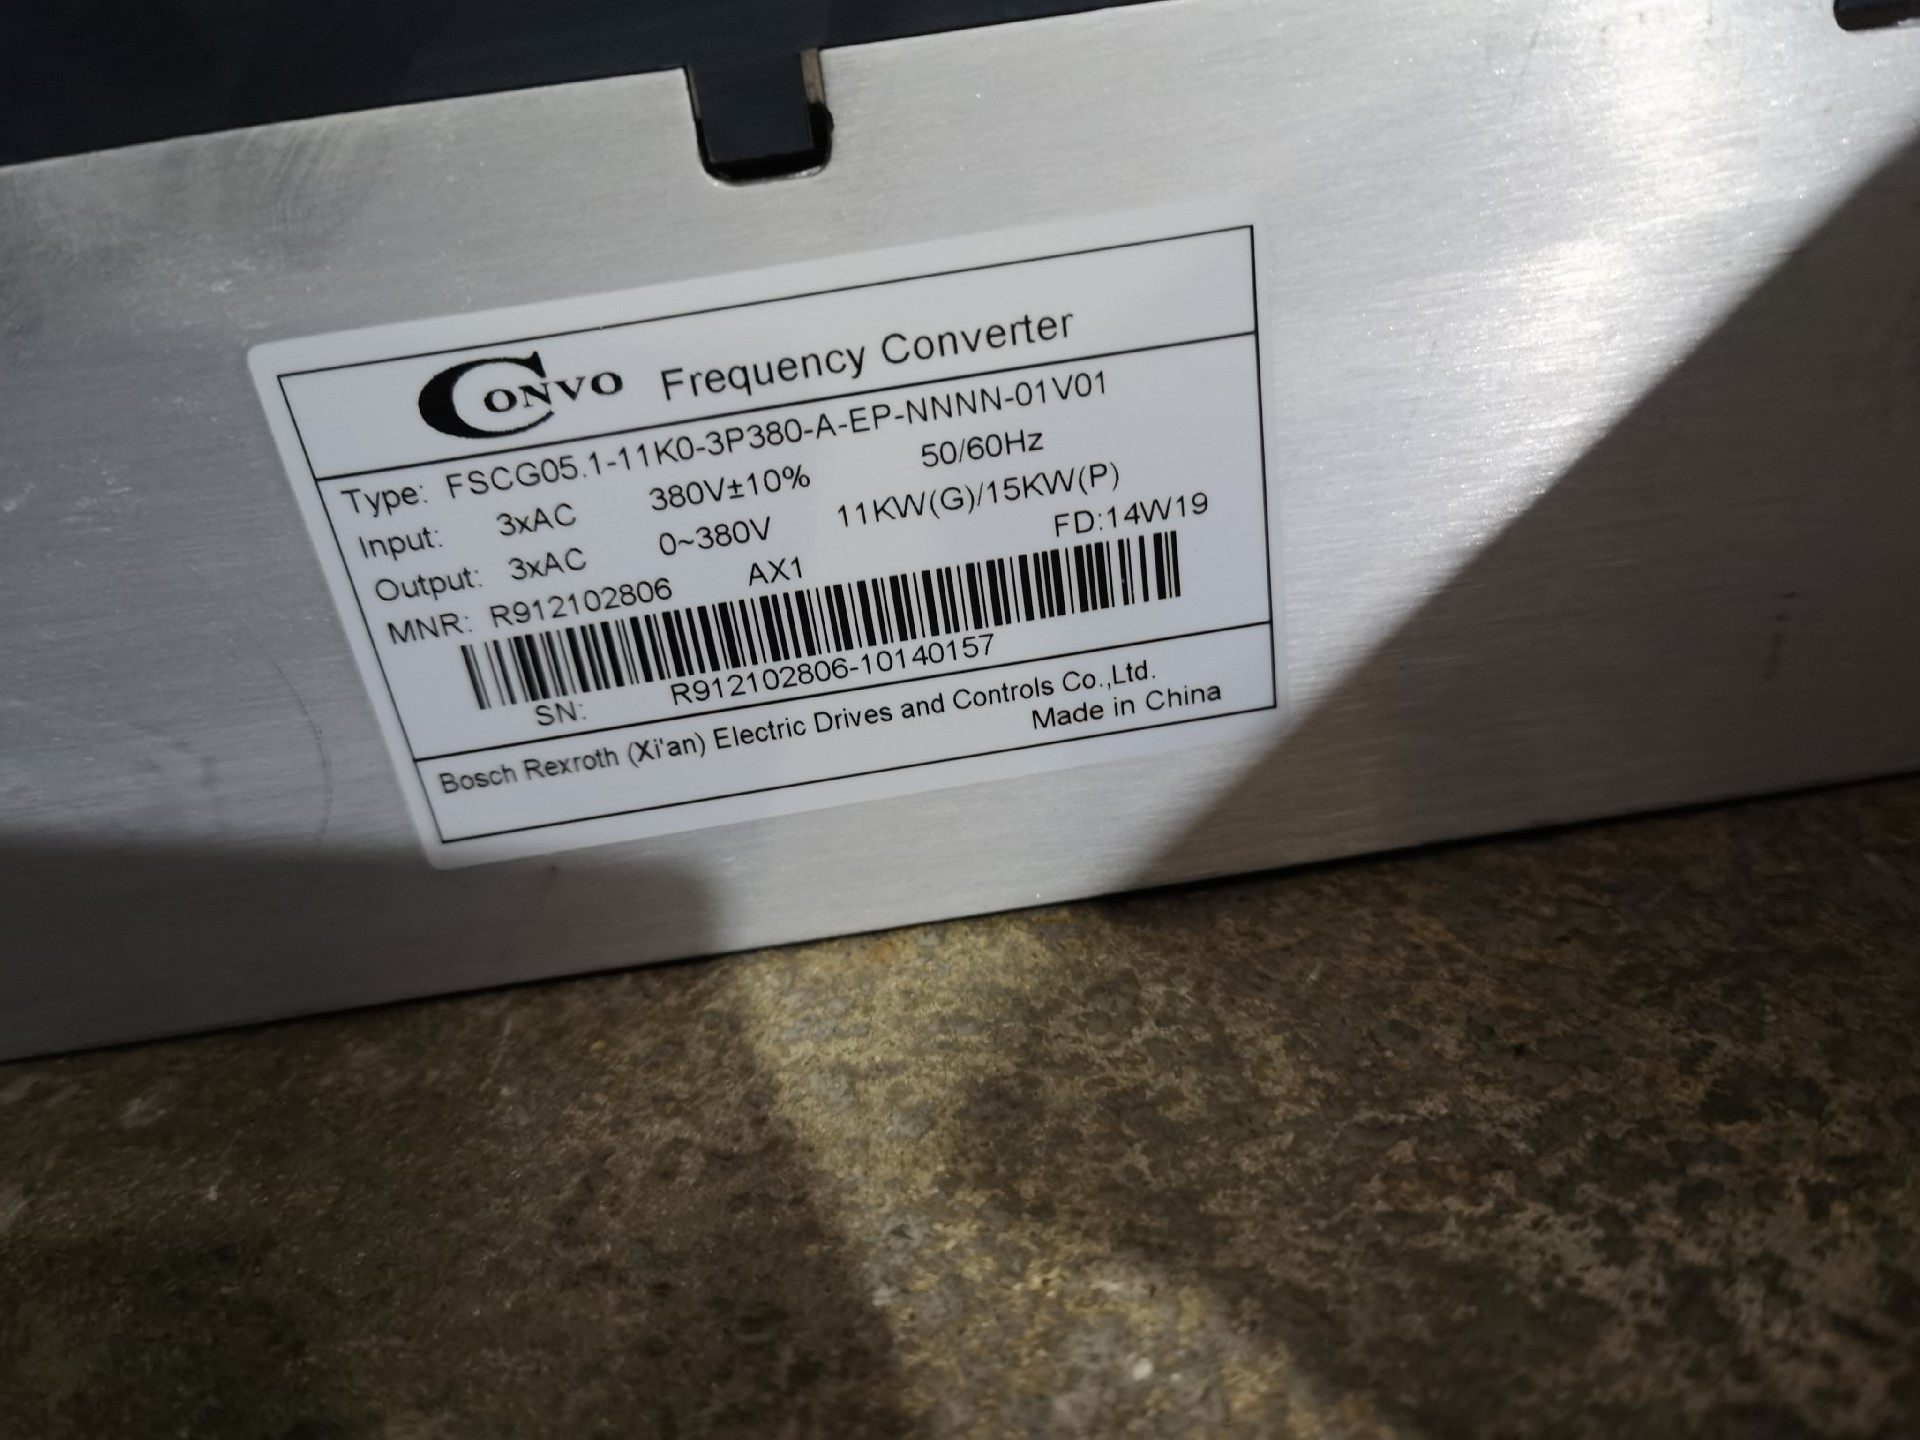 CONVO Frequency Converter
Type: FSCG05.1-11K0-3P380-A-EP-NNNN-01V01
Input: 3xAC 380V±10% 50/60Hz
Output: 3xAC 0~380V 11KW(G)/15KW(P)
MNR: R912102806 AX1 FD:14W19
SN: R912102806-10140157
Bosch Rexroth (Xi'an) Electric Drives and Controls Co.,Ltd.
Made in China